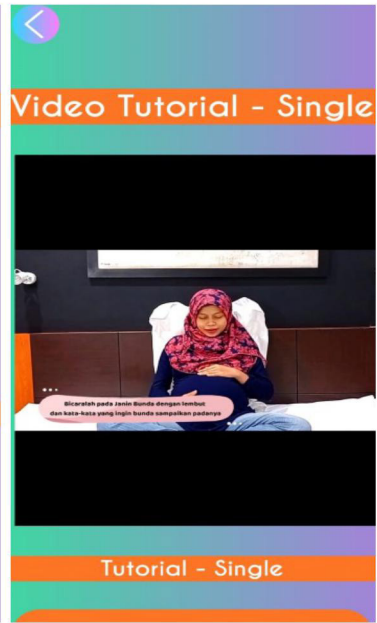 Video Tutorial - Single
Bicaralah pada Janin Bunda dengan lembut
dan kata-kata yang ingin bunda sampaikan padanya
Tutorial - Single